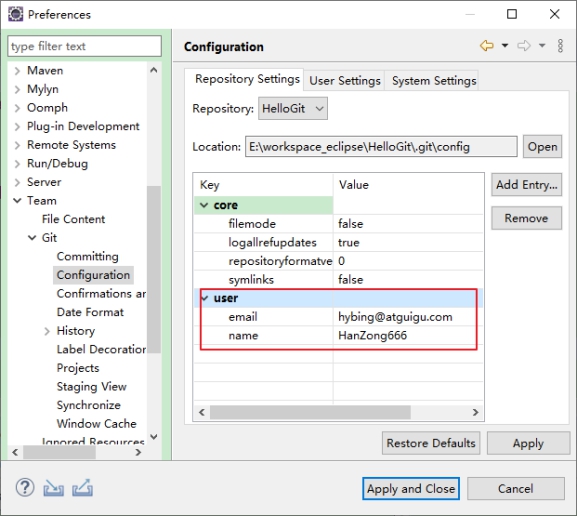 Preferences
type filter text
Maven
Mylyn
Oomph
Plug-in Development
Remote Systems
Run/Debug
Server
Team
File Content
Git
Committing
Configuration
Confirmations ar
Date Format
History
Label Decoration
Projects
Staging View
Synchronize
Window Cache
Ignored Resources
Configuration
Repository Settings User Settings System Settings
Repository: HelloGit
Location: E:\workspace_eclipse\HelloGit\.git\config Open
Key Value Add Entry...
core
filemode false Remove
logallrefupdates true
repositoryformatve 0
symlinks false
user
email hybing@atguigu.com
name HanZong666
Restore Defaults Apply
Apply and Close Cancel